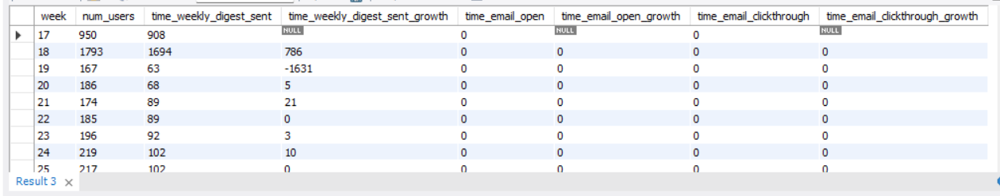 week num_users time_weekly_digest_sent time_weekly_digest_sent_growth time_email_open time_email_open_growth time_email_clickthrough time_email_clickthrough_growth
17 950 908 NULL 0 NULL 0 NULL
18 1793 1694 786 0 0 0 0
19 167 63 -1631 0 0 0 0
20 186 68 5 0 0 0 0
21 174 89 21 0 0 0 0
22 185 89 0 0 0 0 0
23 196 92 3 0 0 0 0
24 219 102 10 0 0 0 0
25 217 102 0 0 0 0 0
Result 3 ×